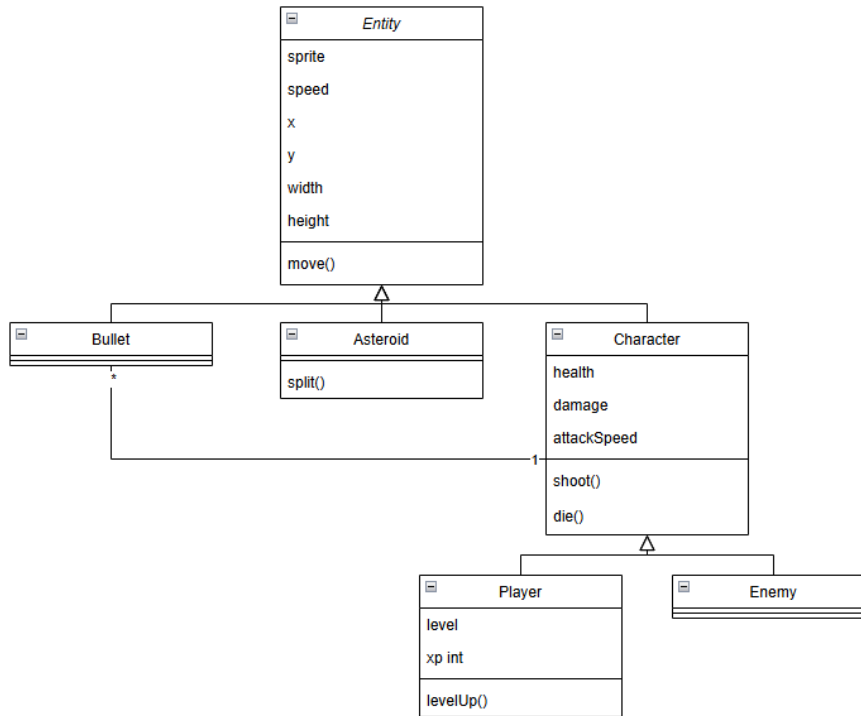 Entity
sprite
speed
x
y
width
height
move()
Bullet
Asteroid
split()
Character
health
damage
attackSpeed
shoot()
die()
*
1
Player
level
xp int
levelUp()
Enemy